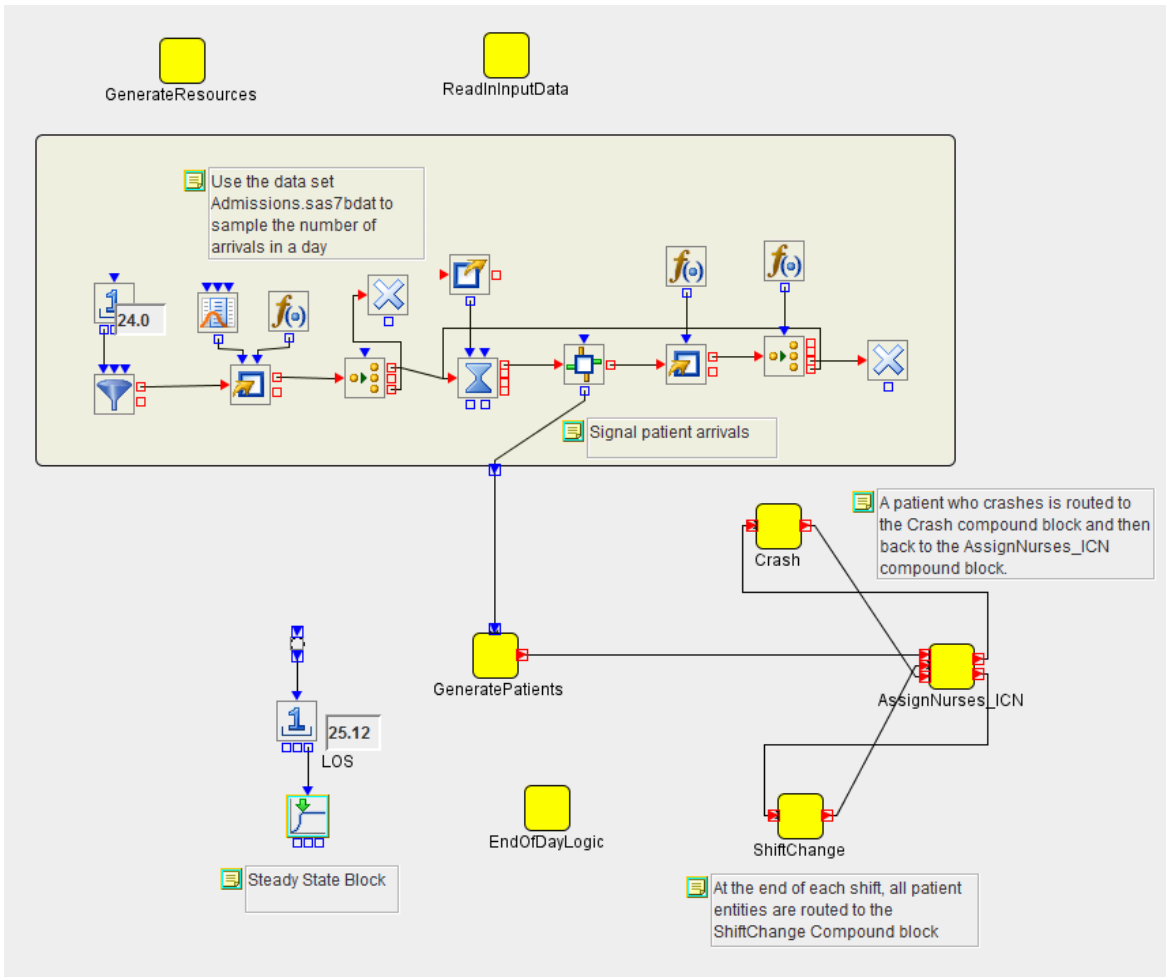 GenerateResources
ReadInInputData
Use the data set
Admissions.sas7bdat to
sample the number of
arrivals in a day
1
24.0
f(•)
f(•)
f(•)
Signal patient arrivals
A patient who crashes is routed to
the Crash compound block and then
back to the AssignNurses_ICN
compound block.
Crash
GeneratePatients
AssignNurses_ICN
1
25.12
LOS
EndOfDayLogic
ShiftChange
Steady State Block
At the end of each shift, all patient
entities are routed to the
ShiftChange Compound block